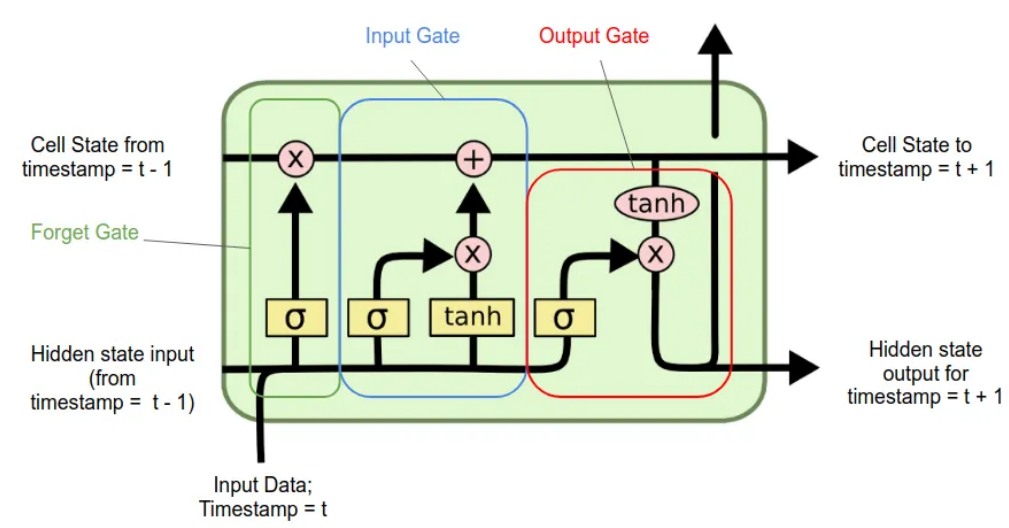 Input Gate
Output Gate
Cell State from
timestamp = t - 1
x
+
Cell State to
timestamp = t + 1
tanh
Forget Gate
x
x
σ
σ
tanh
σ
Hidden state input
(from
timestamp =  t - 1)
Hidden state
output for
timestamp = t + 1
Input Data;
Timestamp = t